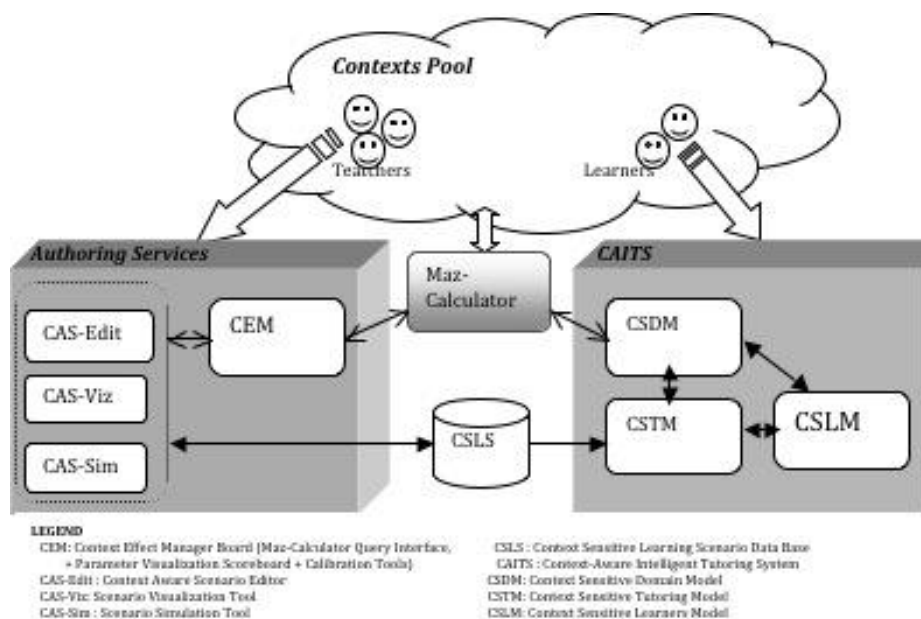 Contexts Pool
Teachers
Learners
Authoring Services
CAITS
Maz-
Calculator
CAS-Edit
CEM
CSDM
CAS-Viz
CSTM
CSLM
CSLS
CAS-Sim
LEGEND
CEM: Context Effect Manager Board (Maz-Calculator Query Interface,
+ Parameter Visualization Scoreboard + Calibration Tools)
CAS-Edit : Context Aware Scenario Editor
CAS-Viz: Scenario Visualization Tool
CAS-Sim : Scenario Simulation Tool
CSLS : Context Sensitive Learning Scenario Data Base
CAITS : Context-Aware Intelligent Tutoring System
CSDM: Context Sensitive Domain Model
CSTM: Context Sensitive Tutoring Model
CSLM: Context Sensitive Learners Model